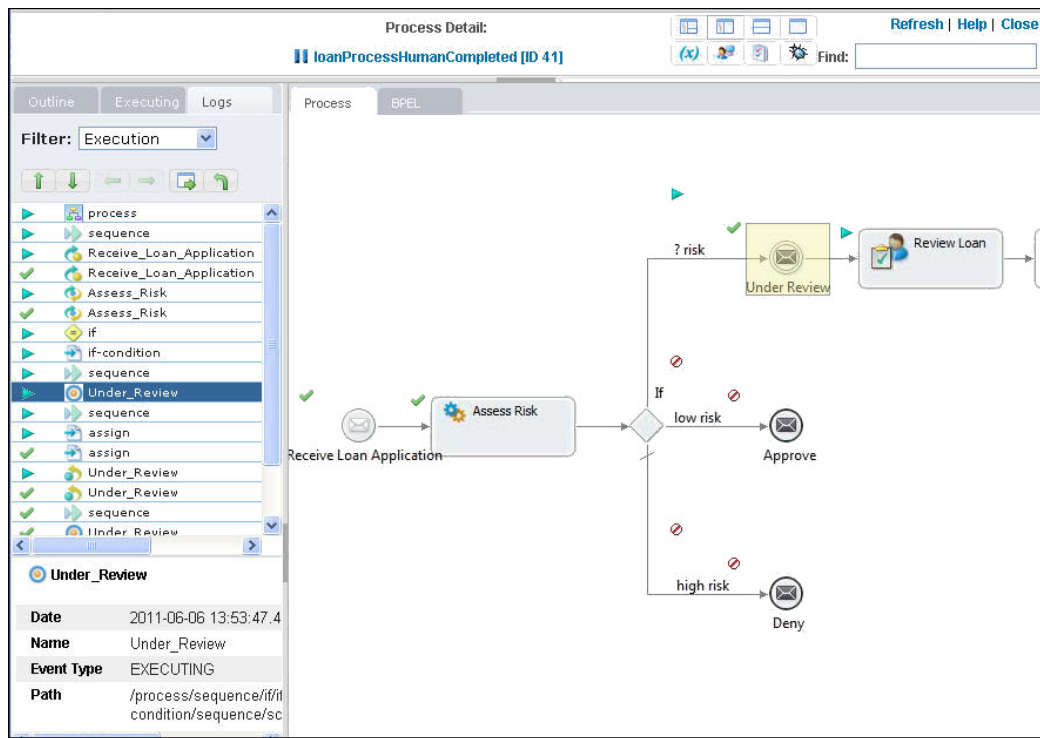 Process Detail:
Refresh | Help | Close
loanProcessHumanCompleted [ID 41]
(x)
Find:
Outline
Executing
Logs
Process
BPEL
Filter: Execution
process
sequence
Receive_Loan_Application
Receive_Loan_Application
Assess_Risk
Assess_Risk
if
if-condition
sequence
Under_Review
sequence
assign
assign
Under_Review
Under_Review
sequence
Under_Review
Under_Review
Date 2011-06-06 13:53:47.4
Name Under_Review
Event Type EXECUTING
Path /process/sequence/if/if
condition/sequence/sc
? risk
Under Review
Review Loan
If
low risk
Assess Risk
Receive Loan Application
Approve
high risk
Deny